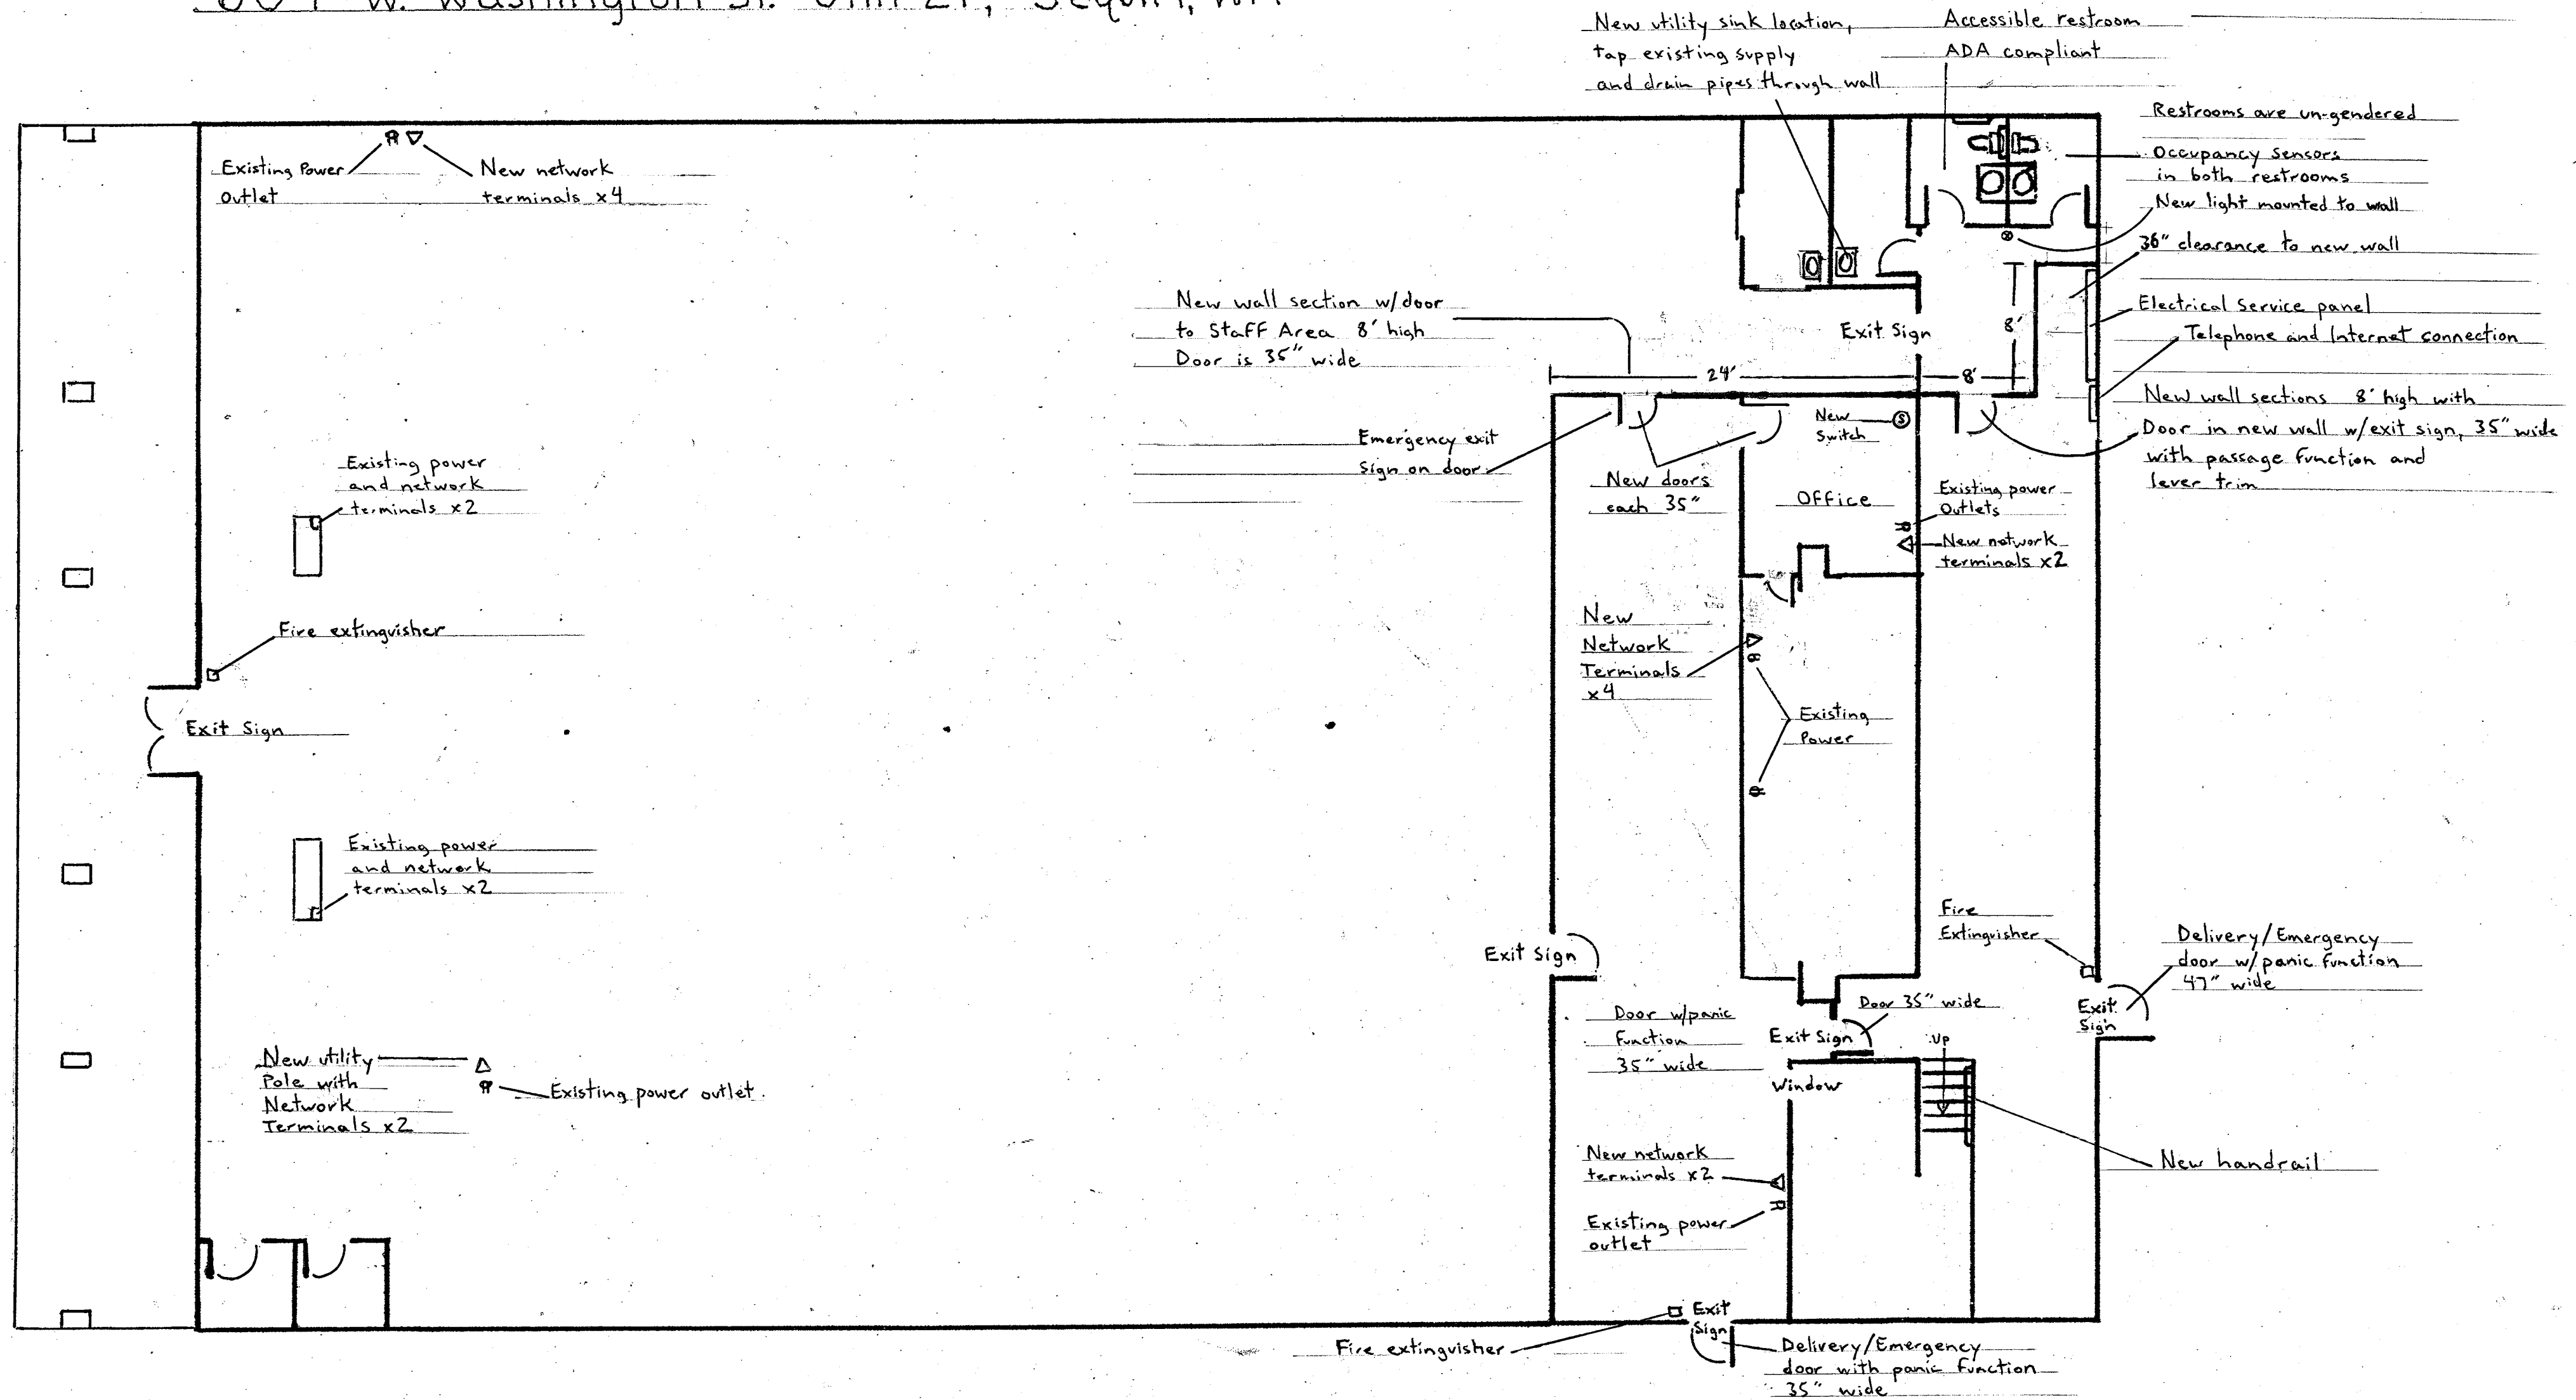 W. Washington St. Unit 21, Sequim, WA
New utility sink location,
tap existing supply
and drain pipes through wall
Accessible restroom
ADA compliant
Restrooms are un-gendered
Occupancy Sensors
in both restrooms
New light mounted to wall
36" clearance to new wall
Electrical Service panel
Telephone and Internet connection
New wall sections 8' high with
Door in new wall w/exit sign, 35" wide
with passage function and
lever trim
Existing Power
Outlet
New network
terminals x4
New wall section w/door
to Staff Area 8' high
Door is 35" wide
Exit Sign
8'
24'
8'
Emergency exit
Sign on door
New
Switch
S
New doors
each 35"
Office
Existing power
Outlets
New network
terminals x2
Existing power
and network
terminals x2
Fire extinguisher
Exit Sign
New
Network
Terminals
x4
Existing
Power
Existing power
and network
terminals x2
Fire
Extinguisher
Exit Sign
Delivery/Emergency
door w/panic function
47" wide
Exit
Sign
Door w/panic
Function
35" wide
Door 35" wide
Exit Sign
Up
Window
New utility
Pole with
Network
Terminals x2
Existing power outlet.
New network
terminals x2
Existing power
outlet
New handrail
Exit
Sign
Fire extinguisher
Delivery/Emergency
door with panic function
35" wide